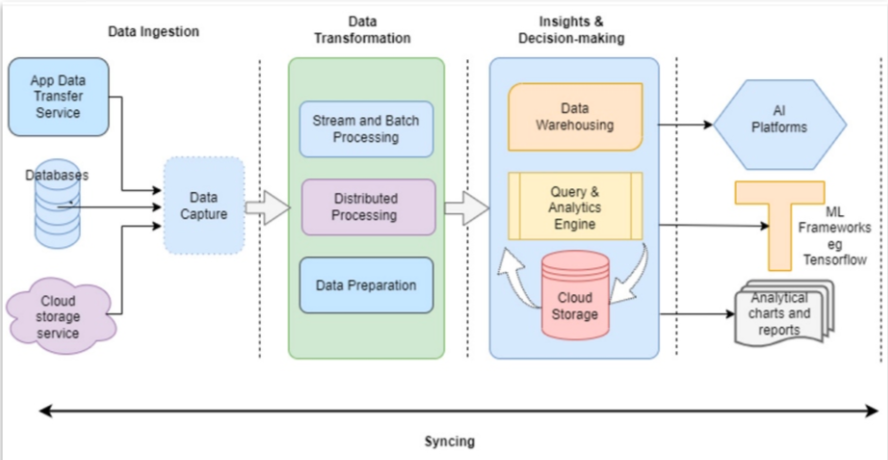 Data Ingestion
Data
Transformation
Insights &
Decision-making
App Data
Transfer
Service
Databases
Cloud
storage
service
Data
Capture
Stream and Batch
Processing
Distributed
Processing
Data Preparation
Data
Warehousing
Query &
Analytics
Engine
Cloud
Storage
AI
Platforms
ML
Frameworks
eg
Tensorflow
Analytical
charts and
reports
Syncing